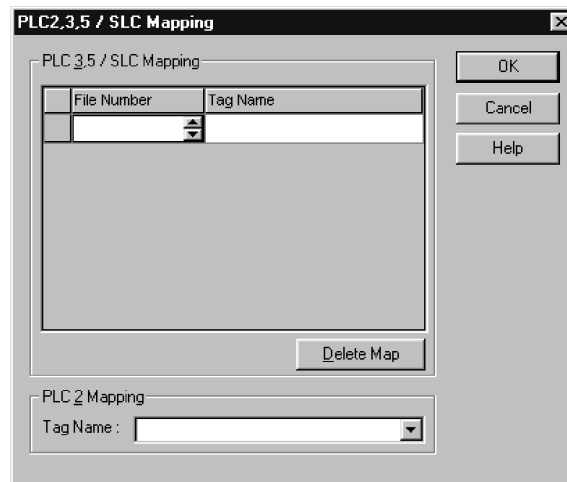 PLC2,3,5 / SLC Mapping
PLC 3,5 / SLC Mapping
File Number Tag Name
OK
Cancel
Help
Delete Map
PLC 2 Mapping
Tag Name :